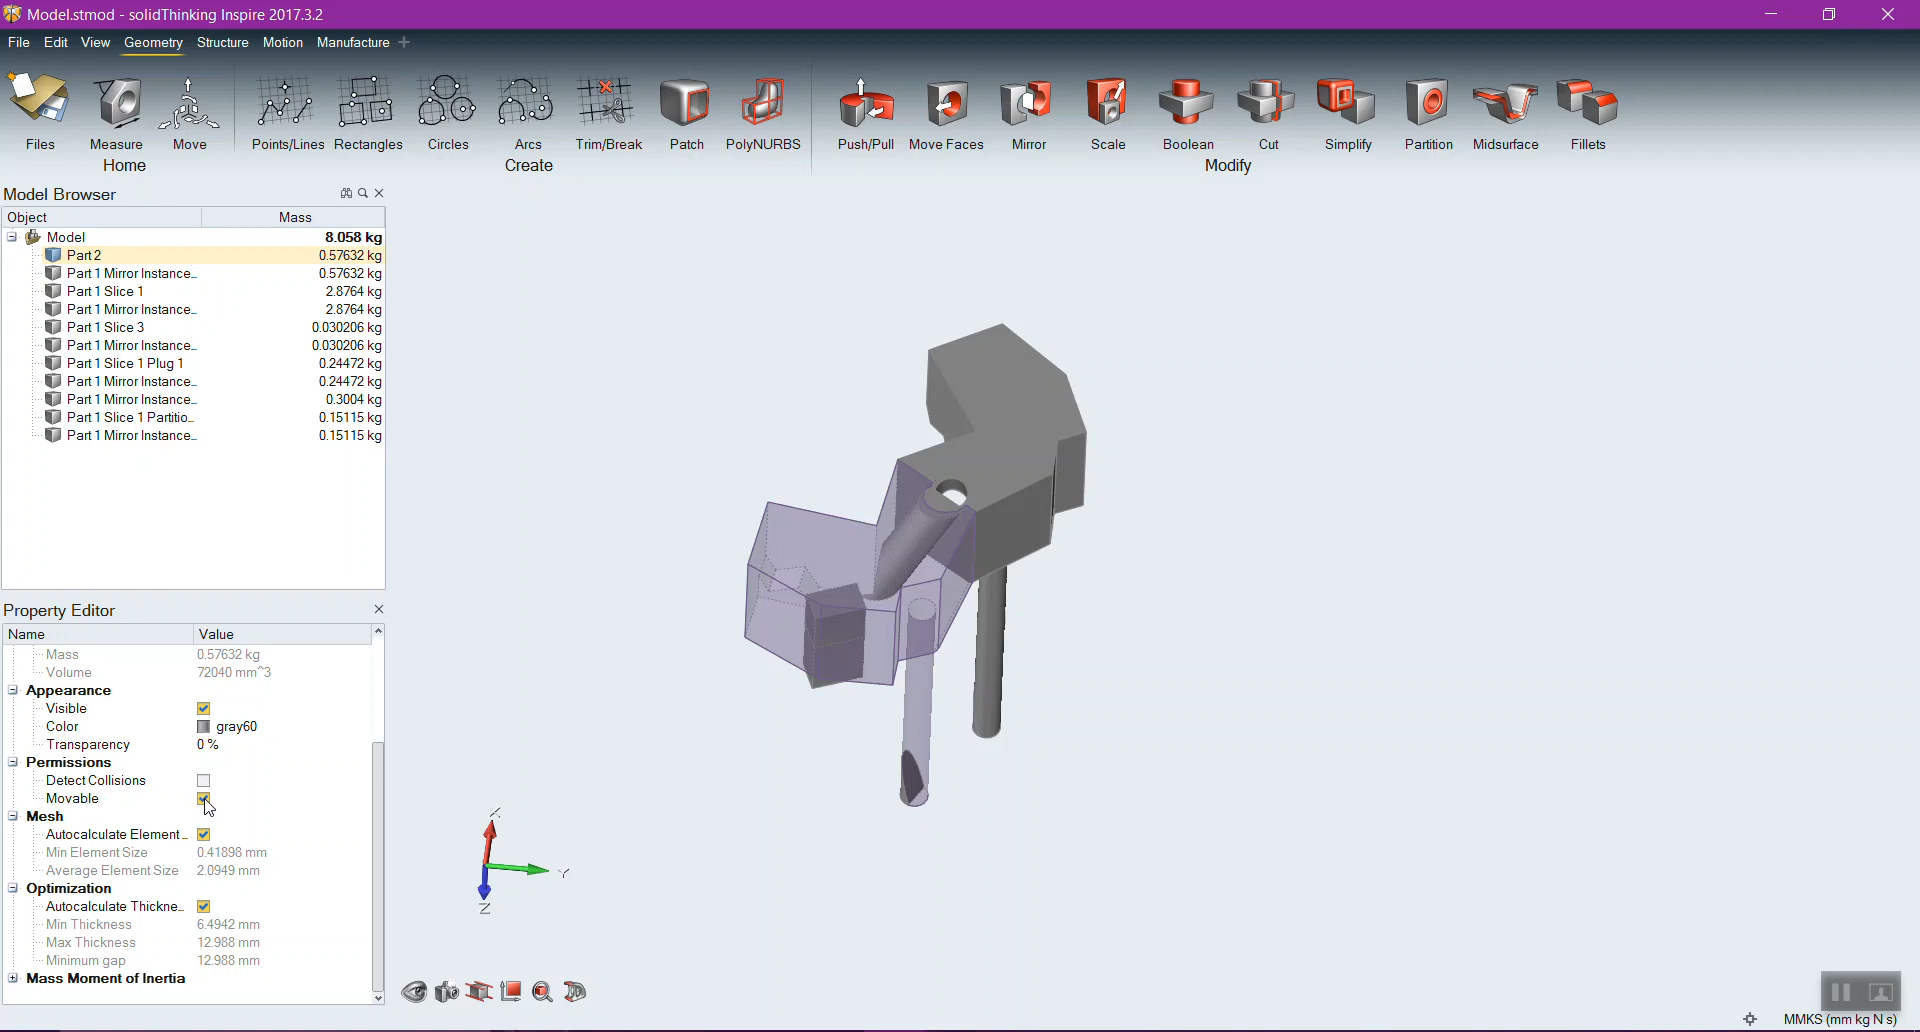 Model.stmod - solidThinking Inspire 2017.3.2
File Edit View Geometry Structure Motion Manufacture
Files Measure Move Points/Lines Rectangles Circles Arcs Trim/Break Patch PolyNURBS Push/Pull Move Faces Mirror Scale Boolean Cut Simplify Partition Midsurface Fillets
Home Create Modify
Model Browser
Object Mass
Model 8.058 kg
Part 2 0.57632 kg
Part 1 Mirror Instance... 0.57632 kg
Part 1 Slice 1 2.8764 kg
Part 1 Mirror Instance... 2.8764 kg
Part 1 Slice 3 0.030206 kg
Part 1 Mirror Instance... 0.030206 kg
Part 1 Slice 1 Plug 1 0.24472 kg
Part 1 Mirror Instance... 0.24472 kg
Part 1 Mirror Instance... 0.3004 kg
Part 1 Slice 1 Partitio... 0.15115 kg
Part 1 Mirror Instance... 0.15115 kg
Property Editor
Name Value
Mass 0.57632 kg
Volume 72040 mm^3
Appearance
Visible
Color gray60
Transparency 0 %
Permissions
Detect Collisions
Movable
Mesh
Autocalculate Element...
Min Element Size 0.41898 mm
Average Element Size 2.0949 mm
Optimization
Autocalculate Thickne...
Min Thickness 6.4942 mm
Max Thickness 12.988 mm
Minimum gap 12.988 mm
Mass Moment of Inertia
X
Y
Z
MMKS (mm kg N s)